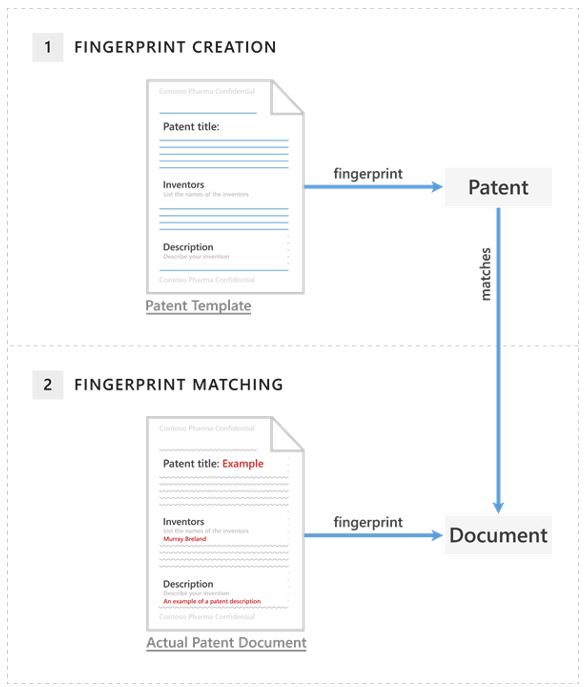 1 FINGERPRINT CREATION
Contoso Pharma Confidential
Patent title:
Inventors
List the names of the inventors
Description
Describe your invention
Contoso Pharma Confidential
Patent Template
fingerprint
Patent
matches
2 FINGERPRINT MATCHING
Contoso Pharma Confidential
Patent title: Example
Inventors
List the names of the inventors
Murray Breland
Description
Describe your invention
An example of a patent description
Contoso Pharma Confidential
Actual Patent Document
fingerprint
Document